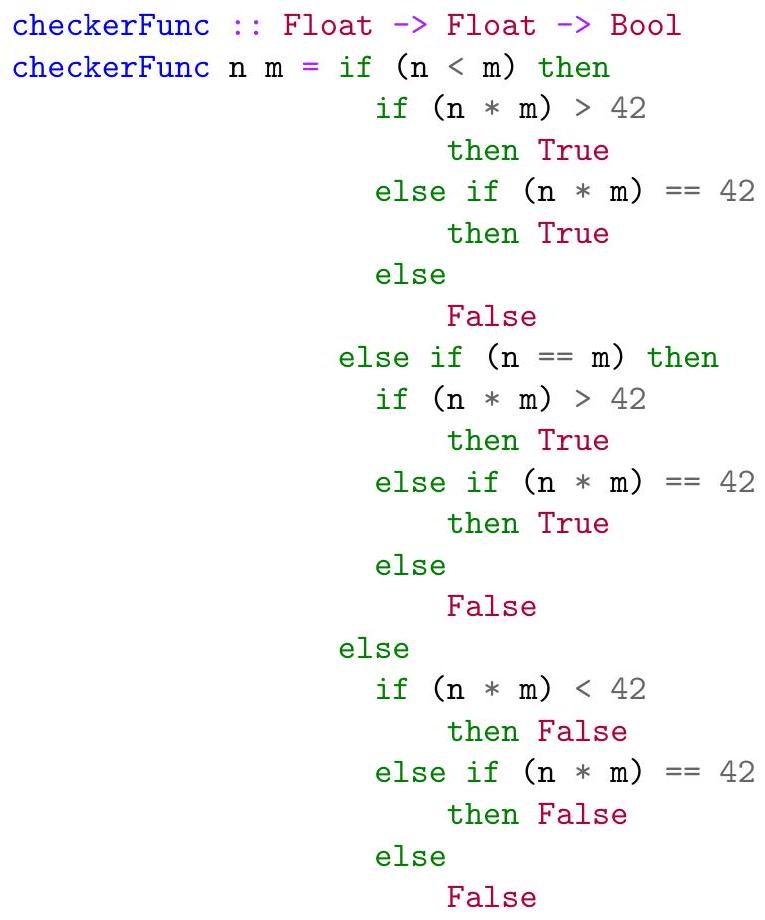 checkerFunc :: Float -> Float -> Bool
checkerFunc n m = if (n < m) then
                    if (n * m) > 42
                        then True
                    else if (n * m) == 42
                        then True
                    else
                        False
                  else if (n == m) then
                    if (n * m) > 42
                        then True
                    else if (n * m) == 42
                        then True
                    else
                        False
                  else
                    if (n * m) < 42
                        then False
                    else if (n * m) == 42
                        then False
                    else
                        False